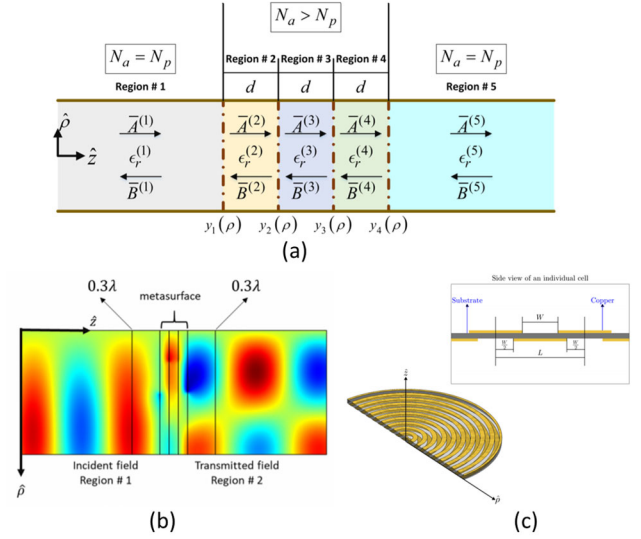 N_a > N_p
N_a = N_p
N_a = N_p
Region # 2 Region # 3 Region # 4
Region # 1
d d d
Region # 5
ρ̂
ẑ
A̅^(1) A̅^(2) A̅^(3) A̅^(4) A̅^(5)
ϵ_r^(1) ϵ_r^(2) ϵ_r^(3) ϵ_r^(4) ϵ_r^(5)
B̅^(1) B̅^(2) B̅^(3) B̅^(4) B̅^(5)
y_1(ρ) y_2(ρ) y_3(ρ) y_4(ρ)
(a)
0.3λ metasurface 0.3λ
ẑ
Incident field
Region # 1
Transmitted field
Region # 2
ρ̂
(b)
Side view of an individual cell
Substrate
Copper
W
L
ẑ
ρ̂
(c)